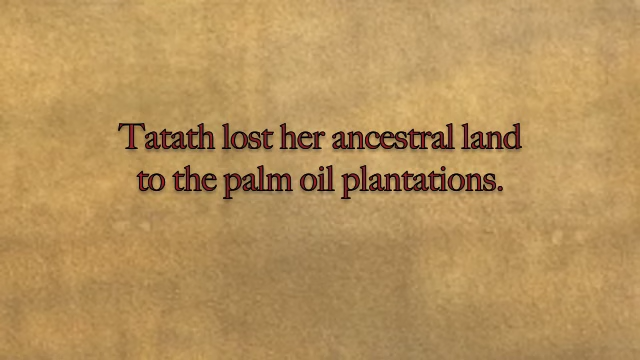 Tatath lost her ancestral land
to the palm oil plantations.